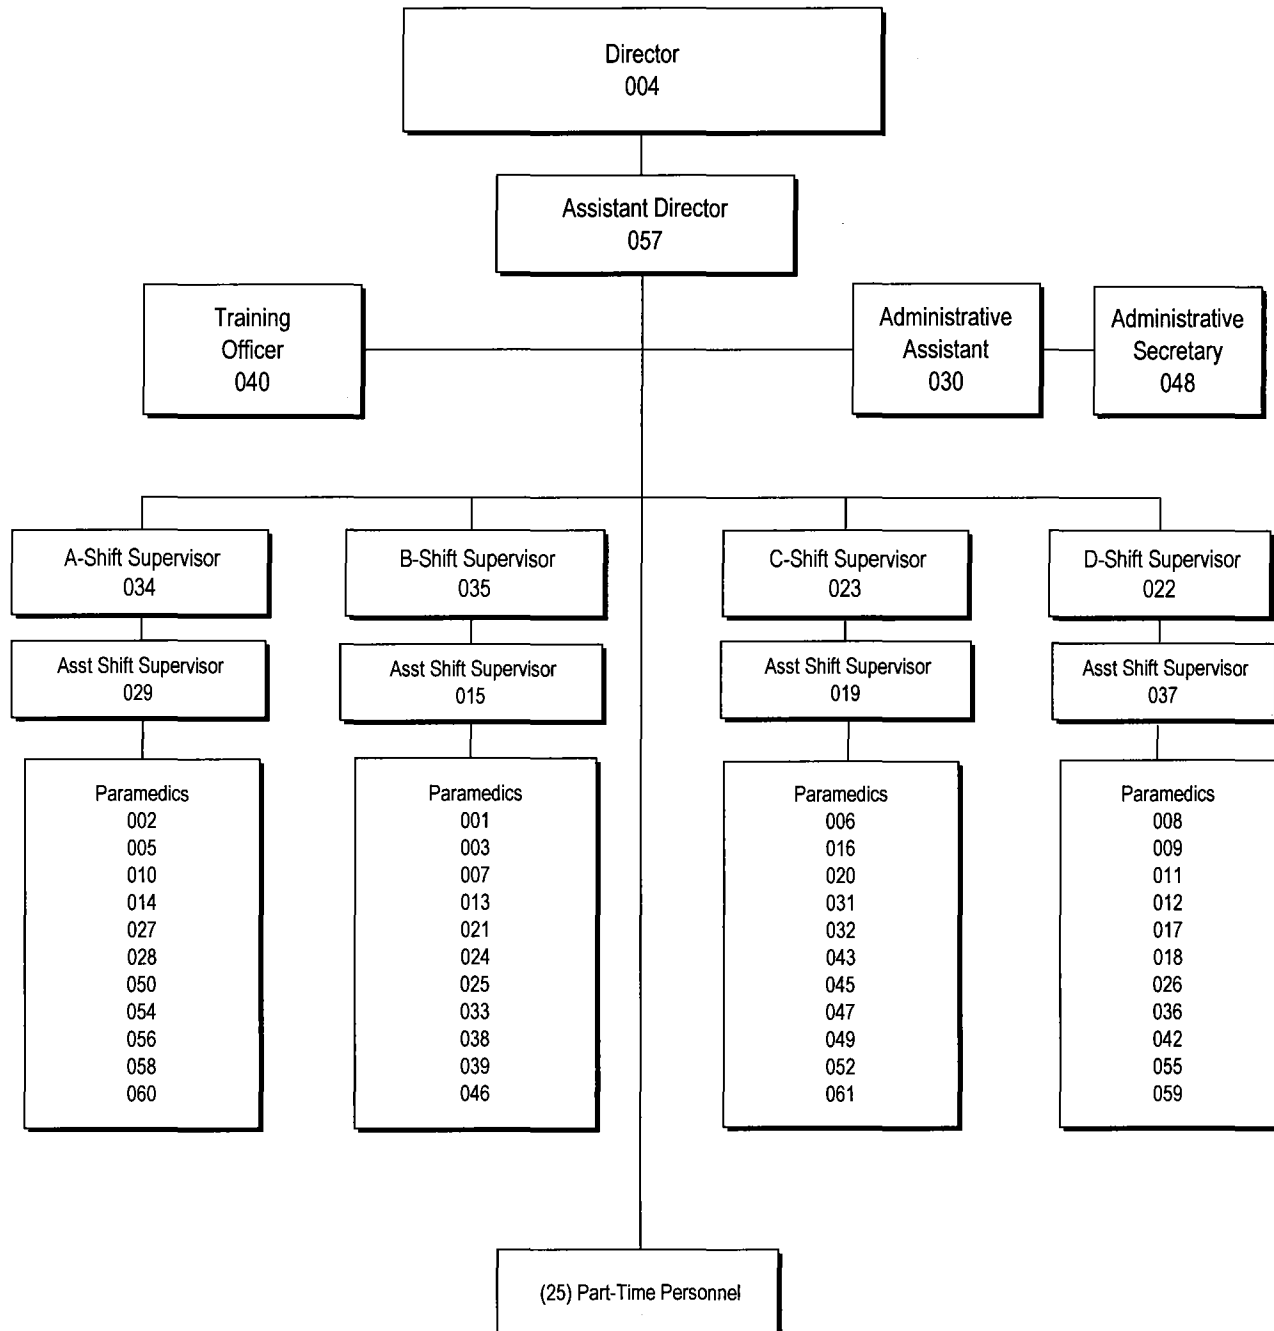 Director
004
Assistant Director
057
Training
Officer
040
Administrative
Assistant
030
Administrative
Secretary
048
A-Shift Supervisor
034
B-Shift Supervisor
035
C-Shift Supervisor
023
D-Shift Supervisor
022
Asst Shift Supervisor
029
Asst Shift Supervisor
015
Asst Shift Supervisor
019
Asst Shift Supervisor
037
Paramedics
002
005
010
014
027
028
050
054
056
058
060
Paramedics
001
003
007
013
021
024
025
033
038
039
046
Paramedics
006
016
020
031
032
043
045
047
049
052
061
Paramedics
008
009
011
012
017
018
026
036
042
055
059
(25) Part-Time Personnel